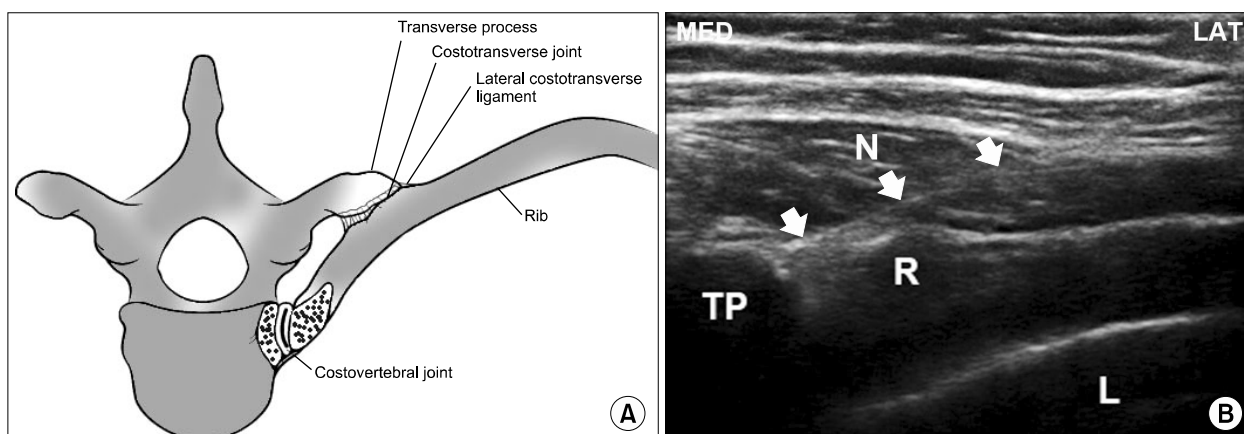 Transverse process
Costotransverse joint
Lateral costotransverse
ligament
Rib
Costovertebral joint
A
MED
LAT
N
R
TP
L
B